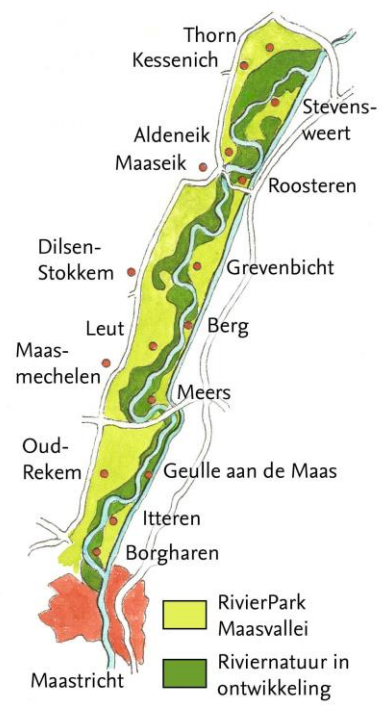 Thorn
Kessenich
Stevens-
weert
Aldeneik
Maaseik
Roosteren
Dilsen-
Stokkem
Grevenbicht
Leut
Berg
Maas-
mechelen
Meers
Oud-
Rekem
Geulle aan de Maas
Itteren
Borgharen
Maastricht
RivierPark
Maasvallei
Riviernatuur in
ontwikkeling